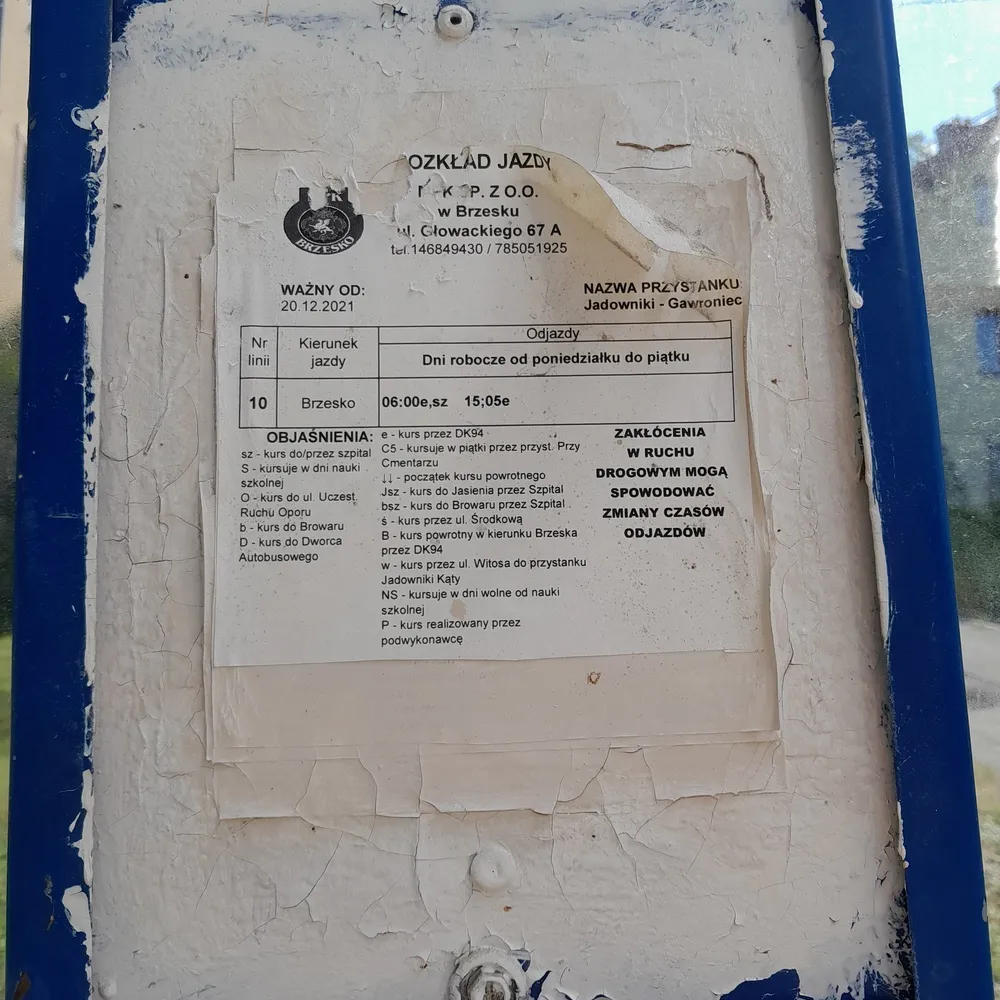 OZKŁAD JAZDY
P. Z O.O.
w Brzesku
ul. Głowackiego 67 A
tel.146849430 / 785051925
BRZESKO
WAŻNY OD:
20.12.2021
NAZWA PRZYSTANKU:
Jadowniki - Gawroniec
Nr linii
Kierunek jazdy
Odjazdy
Dni robocze od poniedziałku do piątku
10 Brzesko 06:00e,sz 15;05e
OBJAŚNIENIA:
sz - kurs do/przez szpital
S - kursuje w dni nauki
szkolnej
O - kurs do ul. Uczest.
Ruchu Oporu
b - kurs do Browaru
D - kurs do Dworca
Autobusowego
e - kurs przez DK94
C5 - kursuje w piątki przez przyst. Przy
Cmentarzu
↓↓ - początek kursu powrotnego
Jsz - kurs do Jasienia przez Szpital
bsz - kurs do Browaru przez Szpital
ś - kurs przez ul. Środkową
B - kurs powrotny w kierunku Brzeska
przez DK94
w - kurs przez ul. Witosa do przystanku
Jadowniki Kąty
NS - kursuje w dni wolne od nauki
szkolnej
P - kurs realizowany przez
podwykonawcę
ZAKŁÓCENIA
W RUCHU
DROGOWYM MOGĄ
SPOWODOWAĆ
ZMIANY CZASÓW
ODJAZDÓW